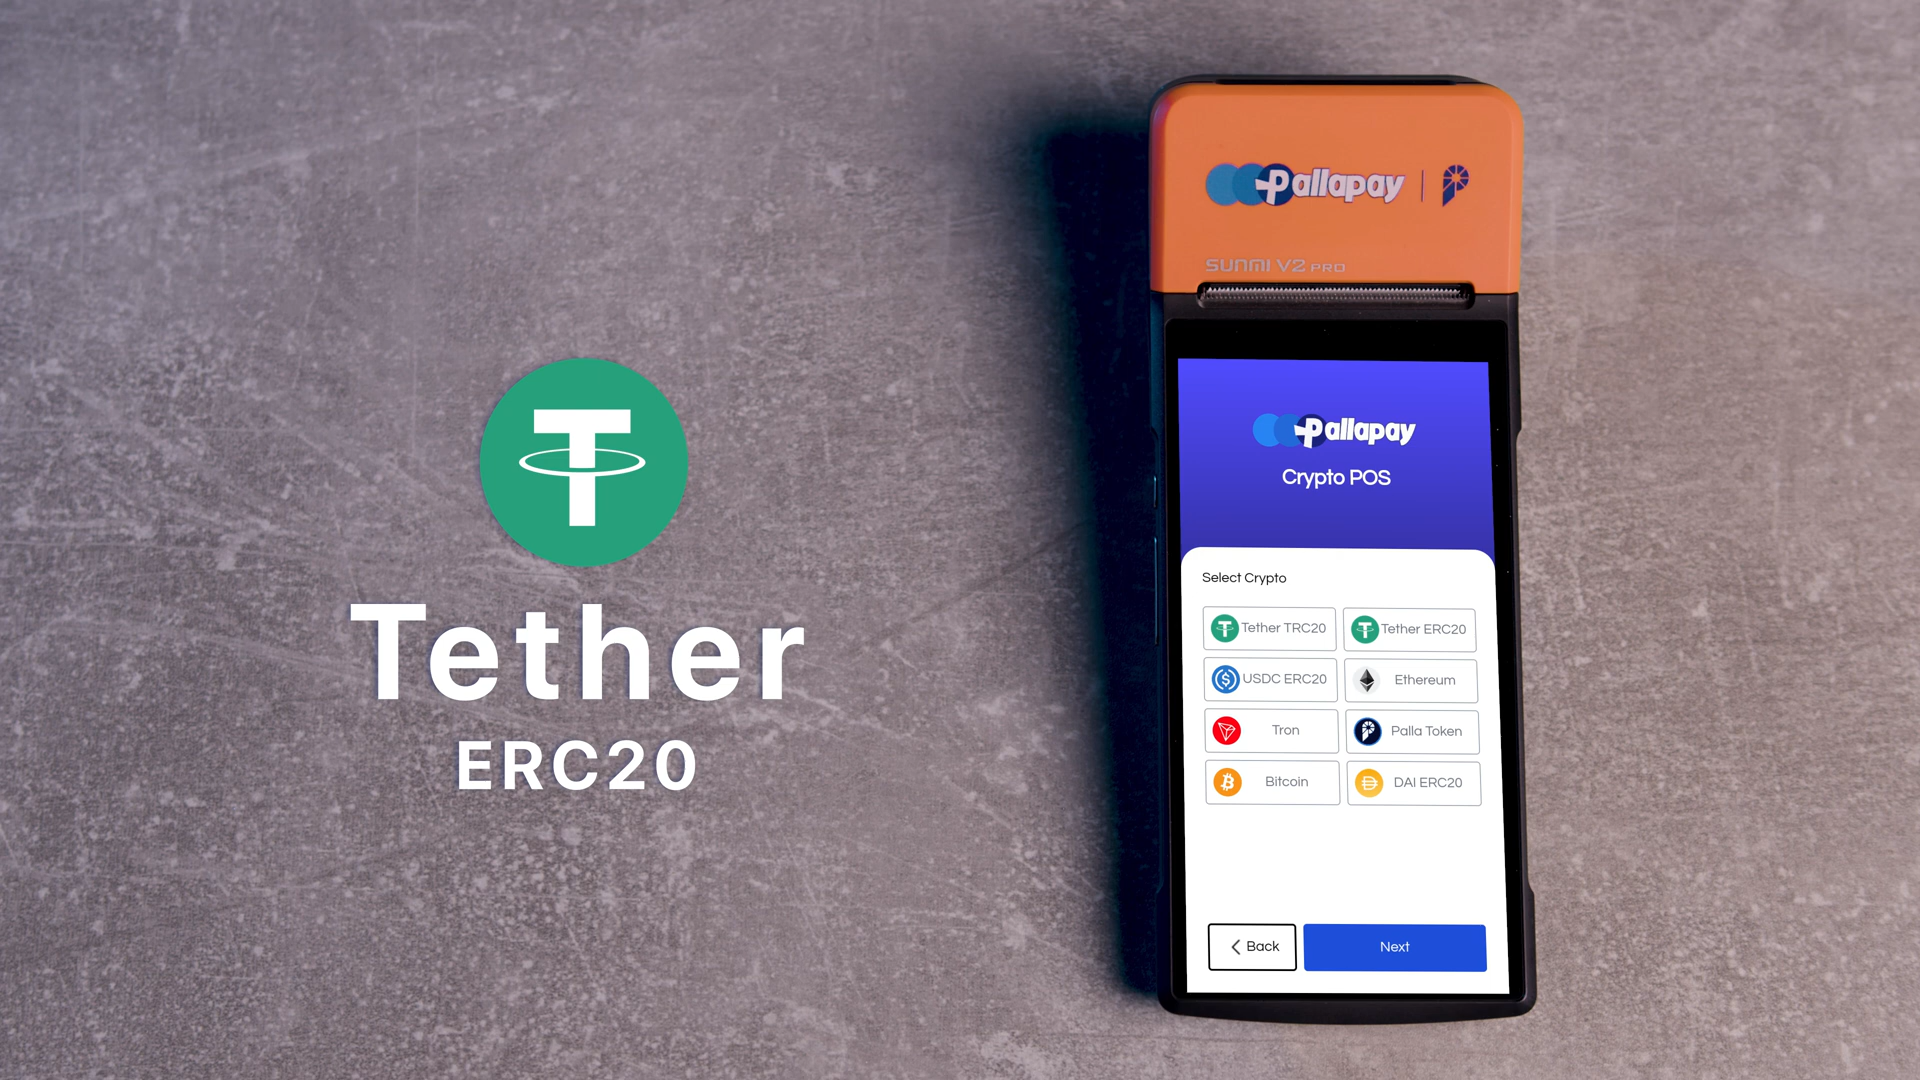 Tether
ERC20
Pallapay
SUNMI V2 PRO
Pallapay
Crypto POS
Select Crypto
Tether TRC20
Tether ERC20
USDC ERC20
Ethereum
Tron
Palla Token
Bitcoin
DAI ERC20
Back
Next